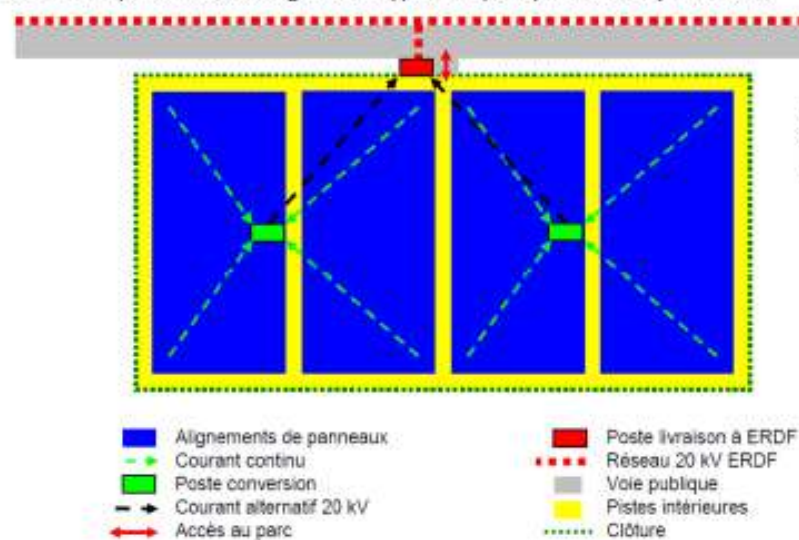 Alignements de panneaux
Courant continu
Poste conversion
Courant alternatif 20 kV
Accès au parc
Poste livraison à ERDF
Réseau 20 kV ERDF
Voie publique
Pistes intérieures
Clôture